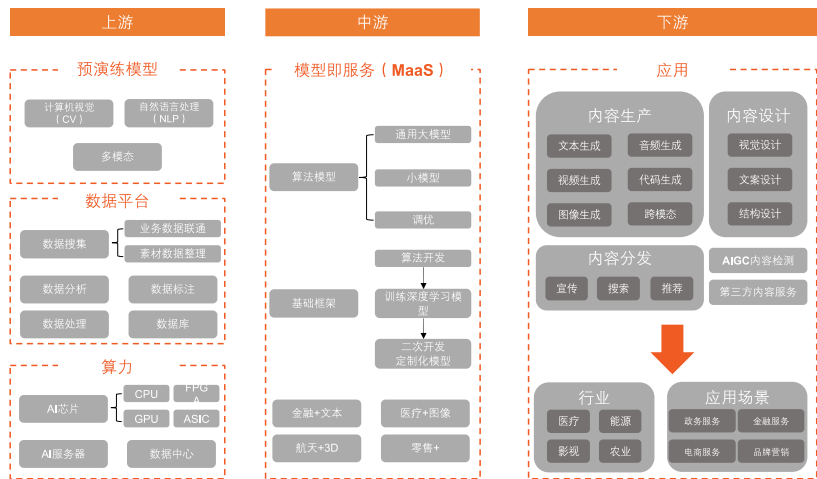 上游
预演练模型
计算机视觉
（CV）
自然语言处理
（NLP）
多模态
数据平台
数据搜集
业务数据联通
素材数据整理
数据分析
数据标注
数据处理
数据库
算力
AI芯片
CPU
FPG
A
GPU
ASIC
AI服务器
数据中心
中游
模型即服务（MaaS）
算法模型
通用大模型
小模型
调优
基础框架
算法开发
训练深度学习模
型
二次开发
定制化模型
金融+文本
医疗+图像
航天+3D
零售+
下游
应用
内容生产
文本生成
音频生成
视频生成
代码生成
图像生成
跨模态
内容设计
视觉设计
文案设计
结构设计
内容分发
宣传
搜索
推荐
AIGC内容检测
第三方内容服务
行业
医疗
能源
影视
农业
应用场景
政务服务
金融服务
电商服务
品牌营销